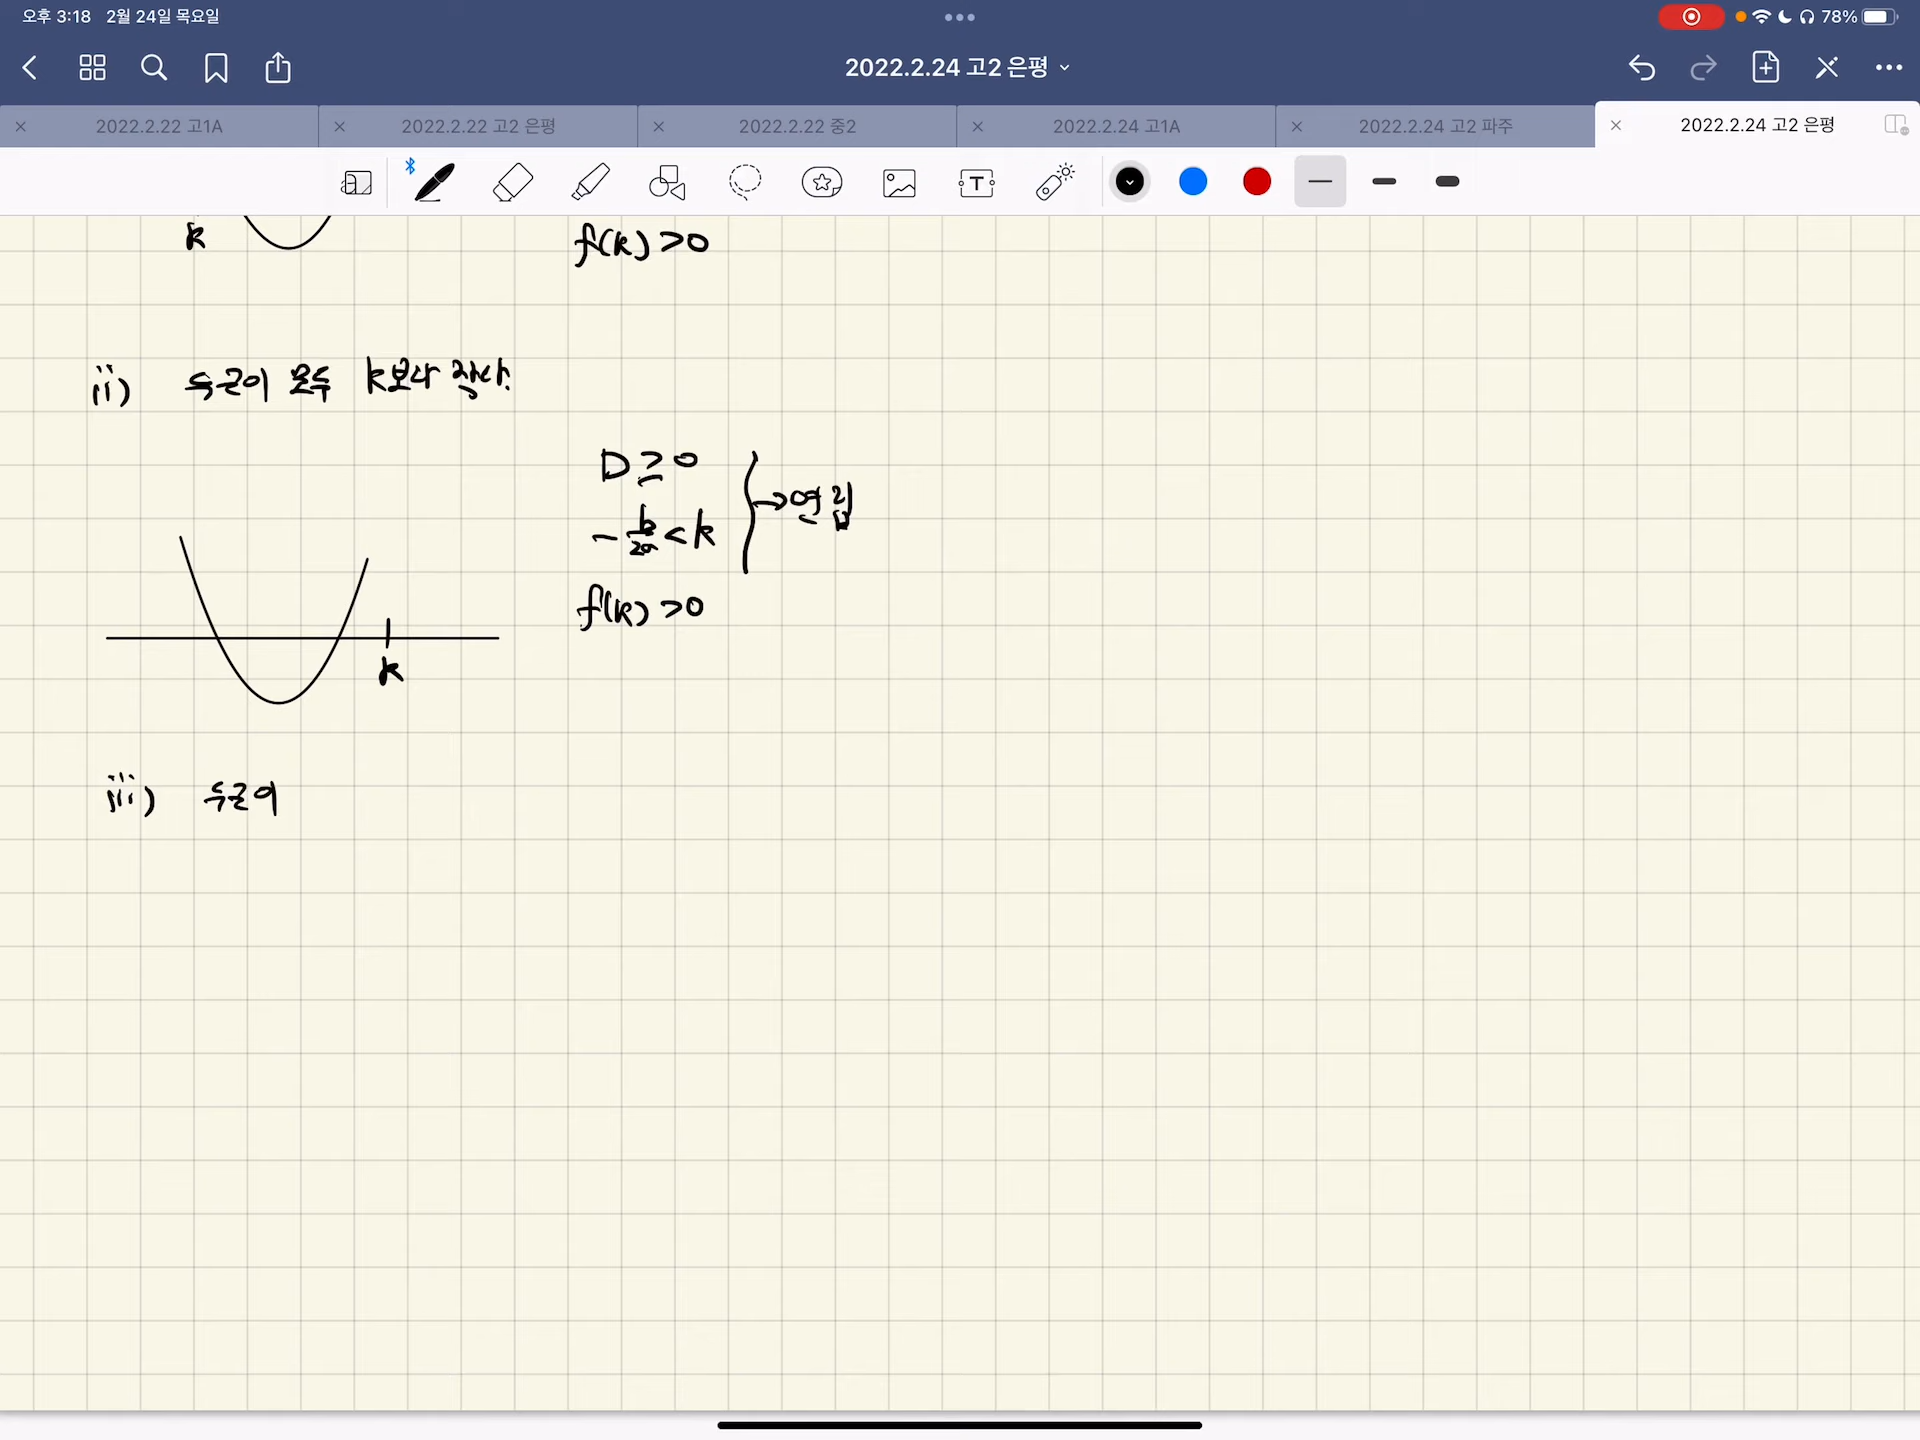 오후 3:18 2월 24일 목요일
78%
2022.2.24 고2 은평
2022.2.22 고1A
2022.2.22 고2 은평
2022.2.22 중2
2022.2.24 고1A
2022.2.24 고2 파주
2022.2.24 고2 은평
k
f(k) >0
ii) 두근이 모두 k보다 작다.
D ≥ 0
-b/2a < k
→연립
f(k) >0
k
iii) 두근이